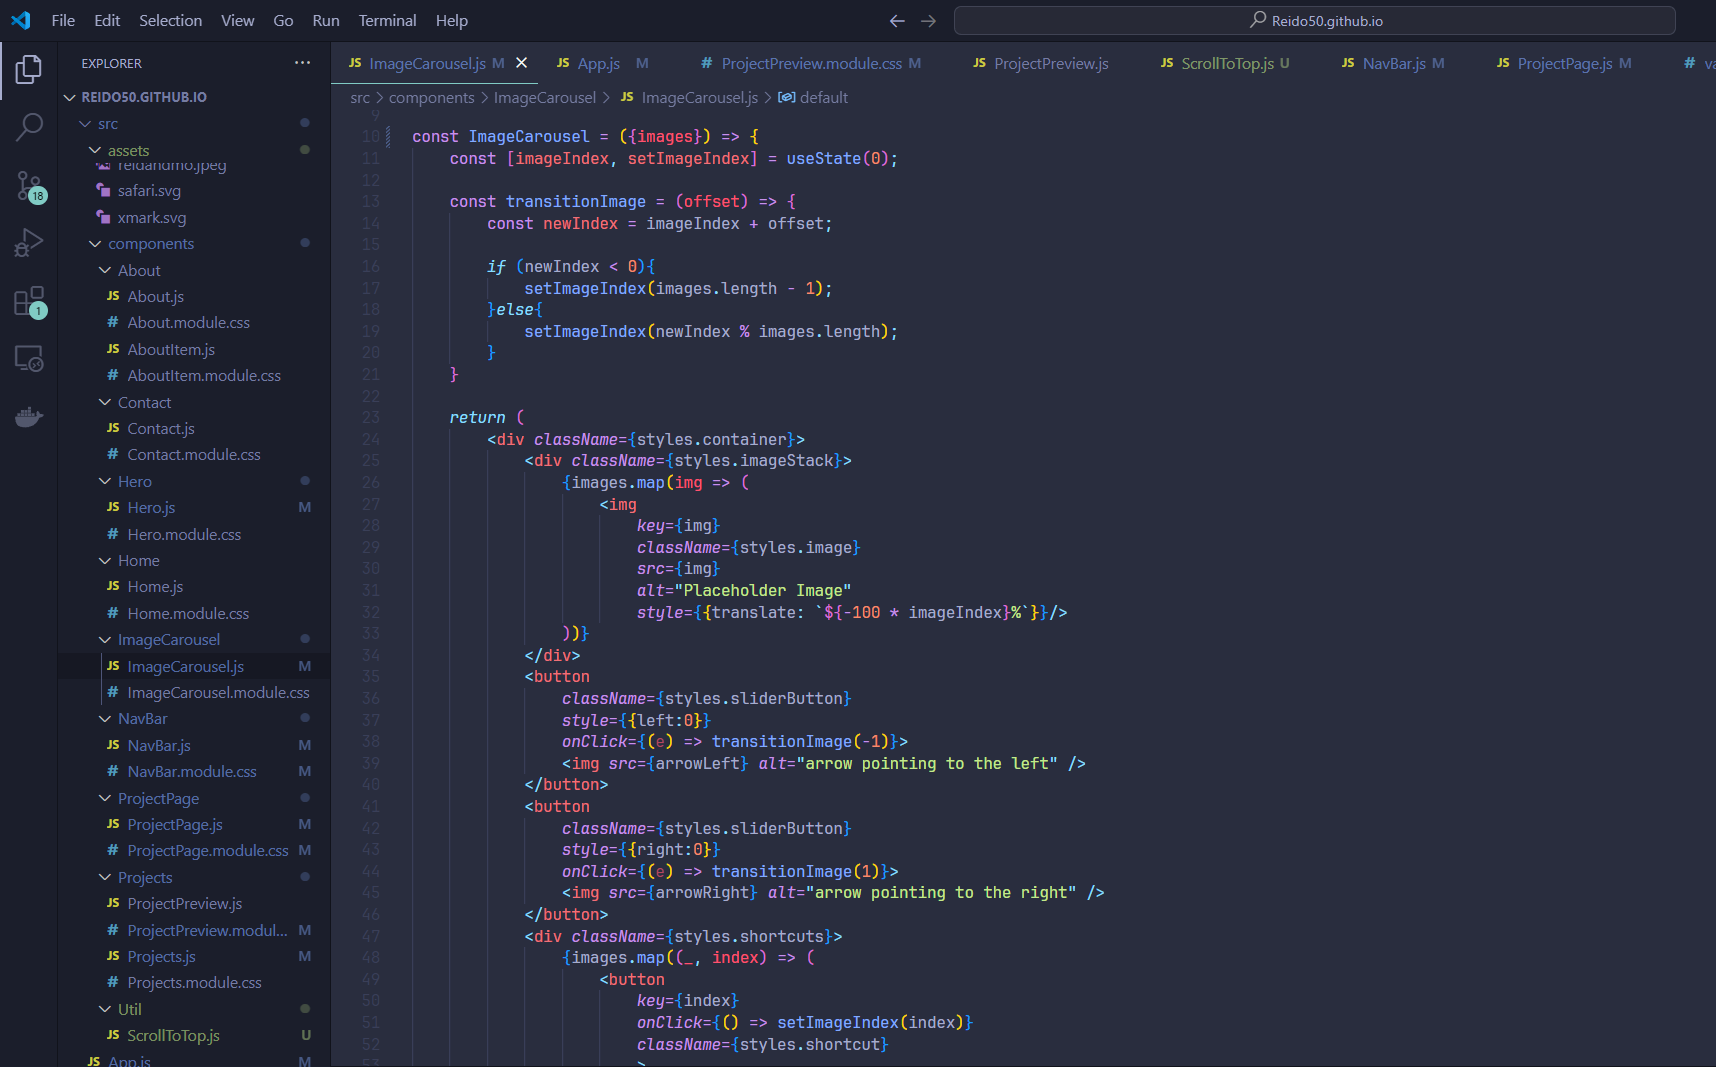 File Edit Selection View Go Run Terminal Help
Reido50.github.io
EXPLORER
REIDO50.GITHUB.IO
src
assets
reidandmo.jpeg
safari.svg
xmark.svg
components
About
JS About.js
# About.module.css
JS AboutItem.js
# AboutItem.module.css
Contact
JS Contact.js
# Contact.module.css
Hero
JS Hero.js M
# Hero.module.css
Home
JS Home.js
# Home.module.css
ImageCarousel
JS ImageCarousel.js M
# ImageCarousel.module.css
NavBar
JS NavBar.js M
# NavBar.module.css M
ProjectPage
JS ProjectPage.js M
# ProjectPage.module.css M
Projects
JS ProjectPreview.js
# ProjectPreview.modul... M
JS Projects.js M
# Projects.module.css
Util
JS ScrollToTop.js U
JS App.js M
18
1
JS ImageCarousel.js M JS App.js M # ProjectPreview.module.css M JS ProjectPreview.js JS ScrollToTop.js U JS NavBar.js M JS ProjectPage.js M # va
src > components > ImageCarousel > JS ImageCarousel.js > default
9
10 const ImageCarousel = ({images}) => {
11 const [imageIndex, setImageIndex] = useState(0);
12
13 const transitionImage = (offset) => {
14 const newIndex = imageIndex + offset;
15
16 if (newIndex < 0){
17 setImageIndex(images.length - 1);
18 }else{
19 setImageIndex(newIndex % images.length);
20 }
21 }
22
23 return (
24 <div className={styles.container}>
25 <div className={styles.imageStack}>
26 {images.map(img => (
27 <img
28 key={img}
29 className={styles.image}
30 src={img}
31 alt="Placeholder Image"
32 style={{translate: `${-100 * imageIndex}%`}}/>
33 ))}
34 </div>
35 <button
36 className={styles.sliderButton}
37 style={{left:0}}
38 onClick={(e) => transitionImage(-1)}>
39 <img src={arrowLeft} alt="arrow pointing to the left" />
40 </button>
41 <button
42 className={styles.sliderButton}
43 style={{right:0}}
44 onClick={(e) => transitionImage(1)}>
45 <img src={arrowRight} alt="arrow pointing to the right" />
46 </button>
47 <div className={styles.shortcuts}>
48 {images.map((_, index) => (
49 <button
50 key={index}
51 onClick={() => setImageIndex(index)}
52 className={styles.shortcut}
53 >